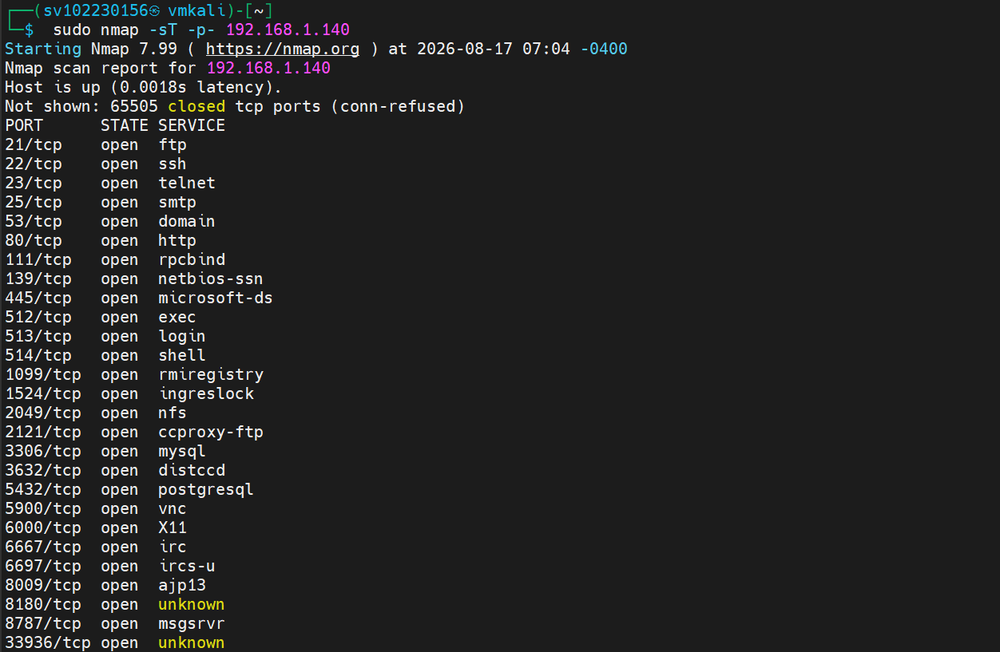 ┌──(sv102230156㉿ vmkali)-[~]
└─$ sudo nmap -sT -p- 192.168.1.140
Starting Nmap 7.99 ( https://nmap.org ) at 2026-08-17 07:04 -0400
Nmap scan report for 192.168.1.140
Host is up (0.0018s latency).
Not shown: 65505 closed tcp ports (conn-refused)
PORT      STATE SERVICE
21/tcp    open  ftp
22/tcp    open  ssh
23/tcp    open  telnet
25/tcp    open  smtp
53/tcp    open  domain
80/tcp    open  http
111/tcp   open  rpcbind
139/tcp   open  netbios-ssn
445/tcp   open  microsoft-ds
512/tcp   open  exec
513/tcp   open  login
514/tcp   open  shell
1099/tcp  open  rmiregistry
1524/tcp  open  ingreslock
2049/tcp  open  nfs
2121/tcp  open  ccproxy-ftp
3306/tcp  open  mysql
3632/tcp  open  distccd
5432/tcp  open  postgresql
5900/tcp  open  vnc
6000/tcp  open  X11
6667/tcp  open  irc
6697/tcp  open  ircs-u
8009/tcp  open  ajp13
8180/tcp  open  unknown
8787/tcp  open  msgsrvr
33936/tcp open  unknown